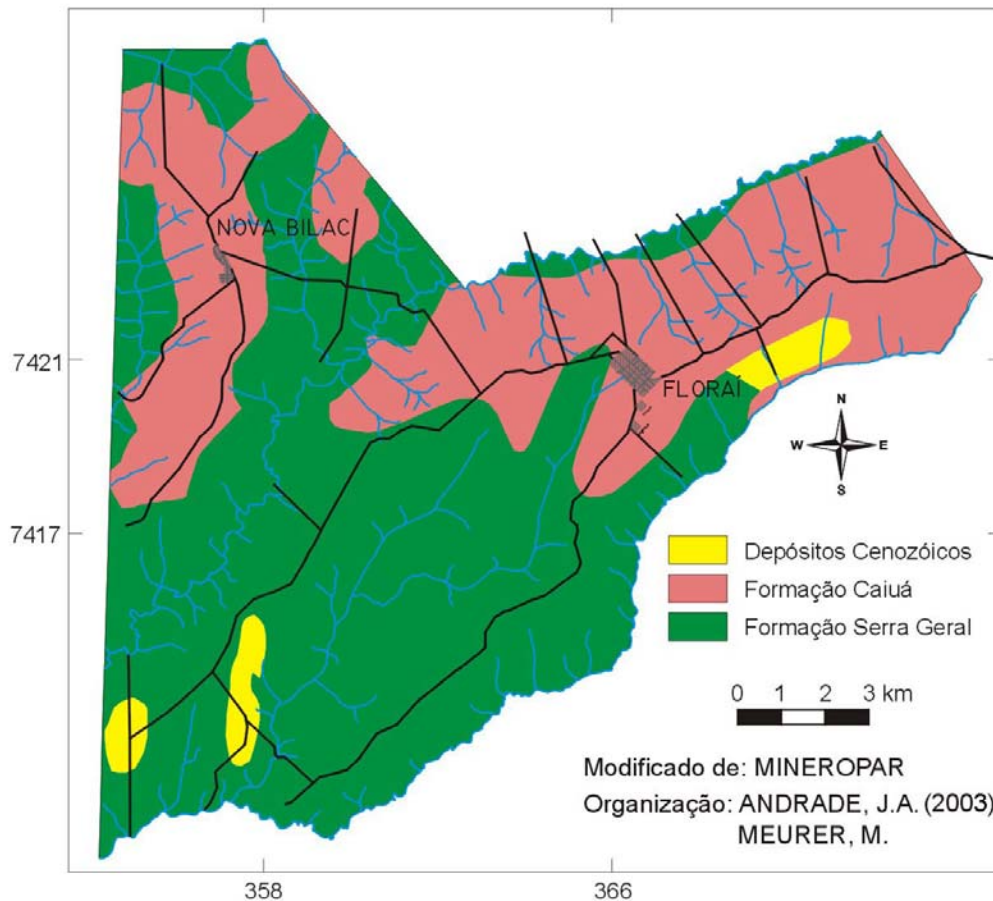 NOVA BILAC
7421
FLORAÍ
N
W E
S
7417
Depósitos Cenozóicos
Formação Caiuá
Formação Serra Geral
0 1 2 3 km
Modificado de: MINEROPAR
Organização: ANDRADE, J.A. (2003)
MEURER, M.
358 366